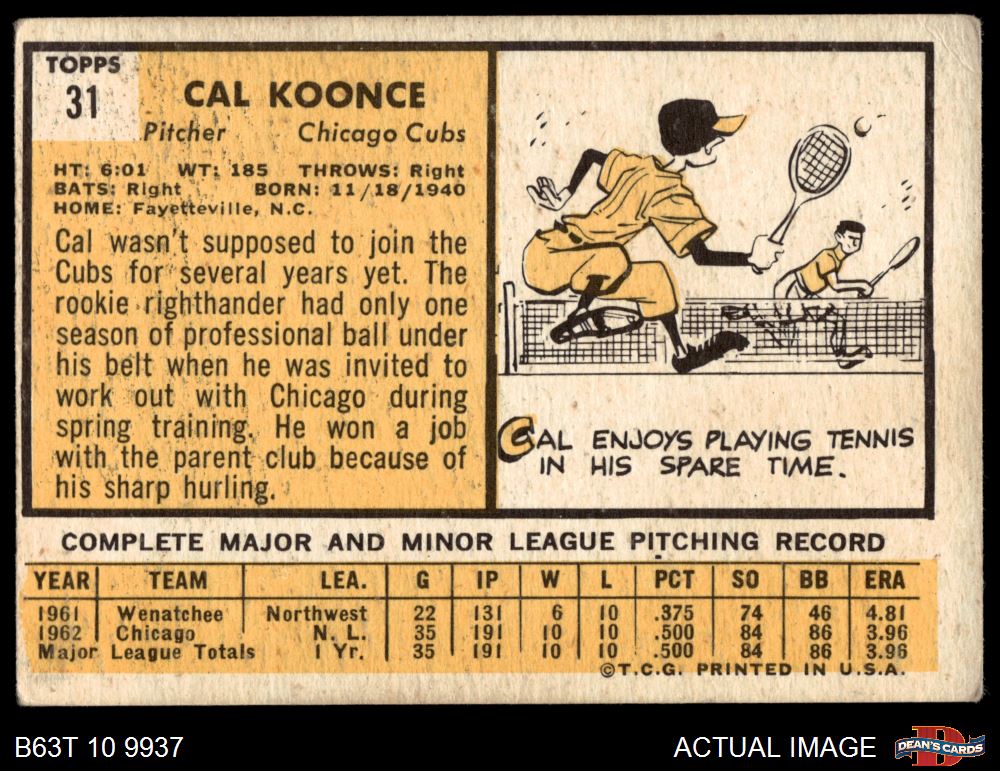 TOPPS
31
CAL KOONCE
Pitcher Chicago Cubs
HT: 6:01 WT: 185 THROWS: Right
BATS: Right BORN: 11/18/1940
HOME: Fayetteville, N.C.
Cal wasn't supposed to join the
Cubs for several years yet. The
rookie righthander had only one
season of professional ball under
his belt when he was invited to
work out with Chicago during
spring training. He won a job
with the parent club because of
his sharp hurling.
CAL ENJOYS PLAYING TENNIS
IN HIS SPARE TIME.
COMPLETE MAJOR AND MINOR LEAGUE PITCHING RECORD
YEAR TEAM LEA. G IP W L PCT SO BB ERA
1961 Wenatchee Northwest 22 131 6 10 .375 74 46 4.81
1962 Chicago N. L. 35 191 10 10 .500 84 86 3.96
Major League Totals 1 Yr. 35 191 10 10 .500 84 86 3.96
©T.C.G. PRINTED IN U.S.A.
B63T 10 9937
ACTUAL IMAGE
DEAN'S CARDS